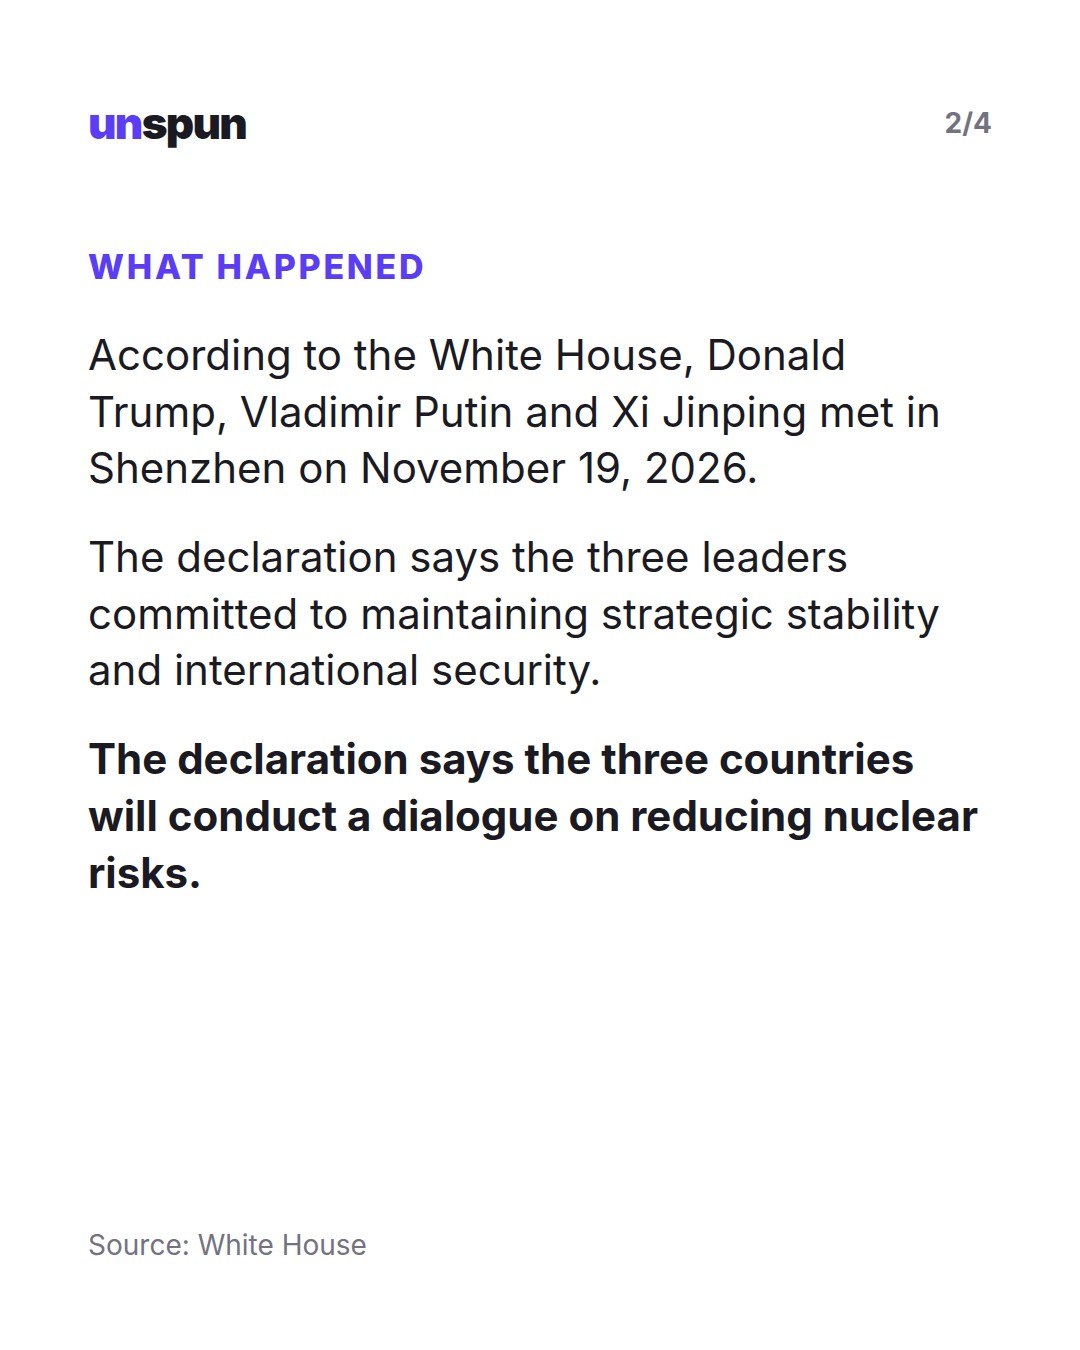 unspun
2/4
WHAT HAPPENED
According to the White House, Donald
Trump, Vladimir Putin and Xi Jinping met in
Shenzhen on November 19, 2026.
The declaration says the three leaders
committed to maintaining strategic stability
and international security.
The declaration says the three countries
will conduct a dialogue on reducing nuclear
risks.
Source: White House